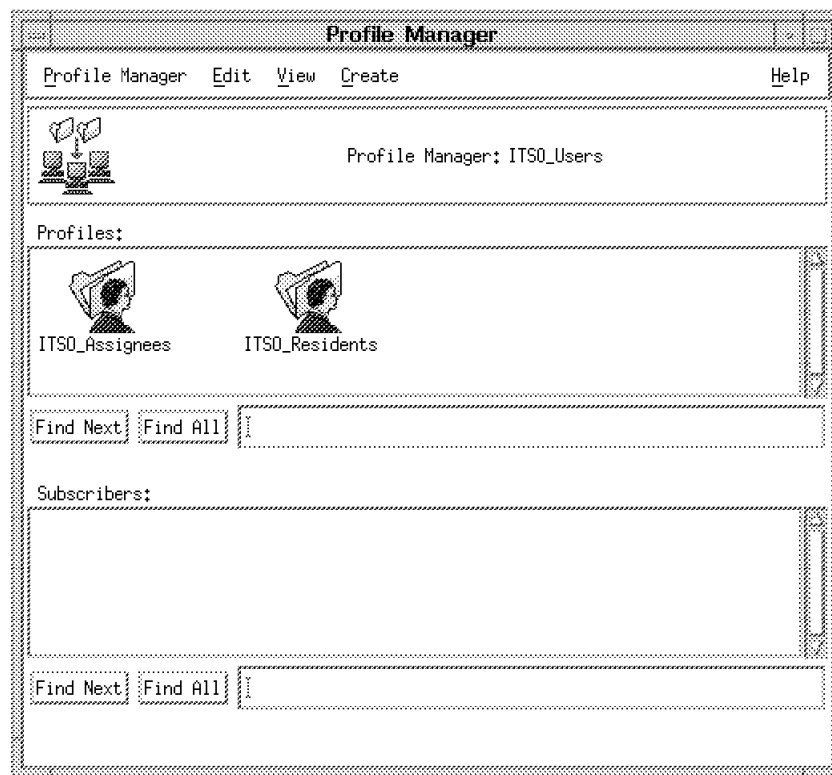 Profile Manager
Profile Manager Edit View Create Help
Profile Manager: ITSO_Users
Profiles:
ITSO_Assignees ITSO_Residents
Find Next Find All
Subscribers:
Find Next Find All